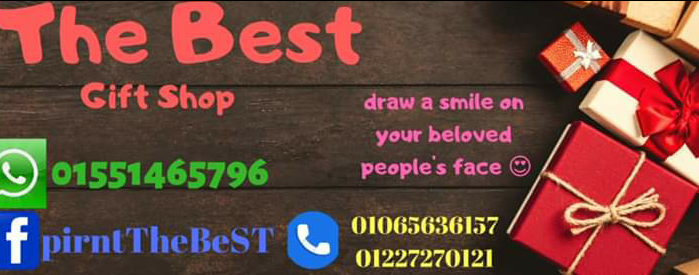 The Best
Gift Shop
draw a smile on
your beloved
people's face 😍
01551465796
pirntTheBeST
01065636157
01227270121